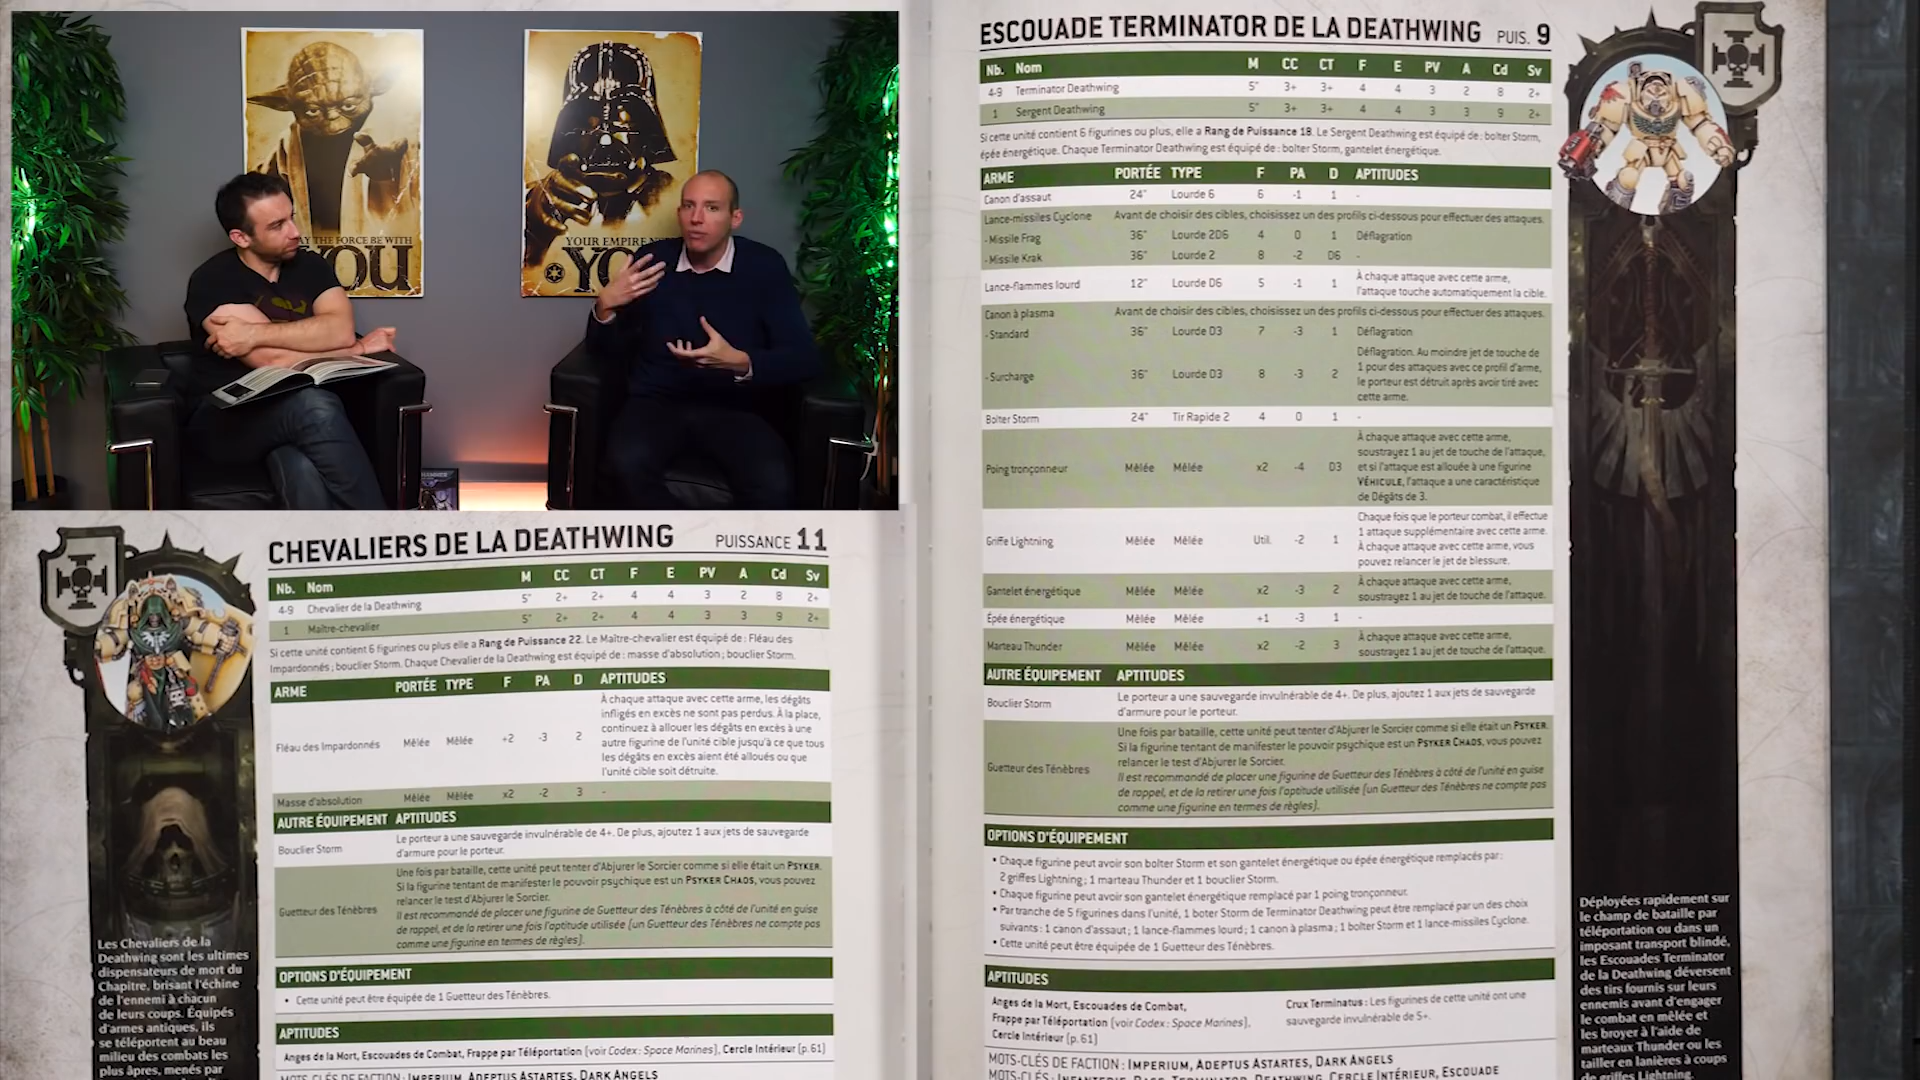 MAY THE FORCE BE WITH
YOU
CHEVALIERS DE LA DEATHWING PUISSANCE 11
Nb. Nom M CC CT F E PV A Cd Sv
4-9 Chevalier de la Deathwing 5" 2+ 2+ 4 4 3 2 8 2+
1 Maître-chevalier 5" 2+ 2+ 4 4 3 3 9 2+
Si cette unité contient 6 figurines ou plus elle a Rang de Puissance 22. Le Maître-chevalier est équipé de : Fléau des
Impardonnés ; bouclier Storm. Chaque Chevalier de la Deathwing est équipé de : masse d'absolution ; bouclier Storm.
ARME PORTÉE TYPE F PA D APTITUDES
Fléau des Impardonnés Mêlée Mêlée +2 -3 2
À chaque attaque avec cette arme, les dégâts
infligés en excès ne sont pas perdus. À la place,
continuez à allouer les dégâts en excès à une
autre figurine de l'unité cible jusqu'à ce que tous
les dégâts en excès aient été alloués ou que
l'unité cible soit détruite.
Masse d'absolution Mêlée Mêlée x2 -2 3 -
AUTRE ÉQUIPEMENT APTITUDES
Bouclier Storm
Le porteur a une sauvegarde invulnérable de 4+. De plus, ajoutez 1 aux jets de sauvegarde
d'armure pour le porteur.
Guetteur des Ténèbres
Une fois par bataille, cette unité peut tenter d'Abjurer le Sorcier comme si elle était un PSYKER.
Si la figurine tentant de manifester le pouvoir psychique est un PSYKER CHAOS, vous pouvez
relancer le test d'Abjurer le Sorcier.
Il est recommandé de placer une figurine de Guetteur des Ténèbres à côté de l'unité en guise
de rappel, et de la retirer une fois l'aptitude utilisée (un Guetteur des Ténèbres ne compte pas
comme une figurine en termes de règles).
OPTIONS D'ÉQUIPEMENT
• Cette unité peut être équipée de 1 Guetteur des Ténèbres.
APTITUDES
Anges de la Mort, Escouades de Combat, Frappe par Téléportation (voir Codex : Space Marines), Cercle Intérieur (p.61)
MOTS-CLÉS DE FACTION : IMPERIUM, ADEPTUS ASTARTES, DARK ANGELS
Les Chevaliers de la
Deathwing sont les ultimes
dispensateurs de mort du
Chapitre, brisant l'échine
de l'ennemi à chacun
de leurs coups. Équipés
d'armes antiques, ils
se téléportent au beau
milieu des combats les
plus âpres, menés par
ESCOUADE TERMINATOR DE LA DEATHWING PUIS. 9
Nb. Nom M CC CT F E PV A Cd Sv
4-9 Terminator Deathwing 5" 3+ 3+ 4 4 3 2 8 2+
1 Sergent Deathwing 5" 3+ 3+ 4 4 3 3 9 2+
Si cette unité contient 6 figurines ou plus, elle a Rang de Puissance 18. Le Sergent Deathwing est équipé de : bolter Storm,
épée énergétique. Chaque Terminator Deathwing est équipé de : bolter Storm, gantelet énergétique.
ARME PORTÉE TYPE F PA D APTITUDES
Canon d'assaut 24" Lourde 6 6 -1 1 -
Lance-missiles Cyclone Avant de choisir des cibles, choisissez un des profils ci-dessous pour effectuer des attaques.
- Missile Frag 36" Lourde 2D6 4 0 1 Déflagration
- Missile Krak 36" Lourde 2 8 -2 D6 -
Lance-flammes lourd 12" Lourde D6 5 -1 1
À chaque attaque avec cette arme,
l'attaque touche automatiquement la cible.
Canon à plasma Avant de choisir des cibles, choisissez un des profils ci-dessous pour effectuer des attaques.
- Standard 36" Lourde D3 7 -3 1 Déflagration
- Surcharge 36" Lourde D3 8 -3 2
Déflagration. Au moindre jet de touche de
1 pour des attaques avec ce profil d'arme,
le porteur est détruit après avoir tiré avec
cette arme.
Bolter Storm 24" Tir Rapide 2 4 0 1 -
Poing tronçonneur Mêlée Mêlée x2 -4 D3
À chaque attaque avec cette arme,
soustrayez 1 au jet de touche de l'attaque,
et si l'attaque est allouée à une figurine
VÉHICULE, l'attaque a une caractéristique
de Dégâts de 3.
Griffe Lightning Mêlée Mêlée Util. -2 1
Chaque fois que le porteur combat, il effectue
1 attaque supplémentaire avec cette arme.
À chaque attaque avec cette arme, vous
pouvez relancer le jet de blessure.
Gantelet énergétique Mêlée Mêlée x2 -3 2
À chaque attaque avec cette arme,
soustrayez 1 au jet de touche de l'attaque.
Épée énergétique Mêlée Mêlée +1 -3 1 -
Marteau Thunder Mêlée Mêlée x2 -2 3
À chaque attaque avec cette arme,
soustrayez 1 au jet de touche de l'attaque.
AUTRE ÉQUIPEMENT APTITUDES
Bouclier Storm
Le porteur a une sauvegarde invulnérable de 4+. De plus, ajoutez 1 aux jets de sauvegarde
d'armure pour le porteur.
Guetteur des Ténèbres
Une fois par bataille, cette unité peut tenter d'Abjurer le Sorcier comme si elle était un PSYKER.
Si la figurine tentant de manifester le pouvoir psychique est un PSYKER CHAOS, vous pouvez
relancer le test d'Abjurer le Sorcier.
Il est recommandé de placer une figurine de Guetteur des Ténèbres à côté de l'unité en guise
de rappel, et de la retirer une fois l'aptitude utilisée (un Guetteur des Ténèbres ne compte pas
comme une figurine en termes de règles).
OPTIONS D'ÉQUIPEMENT
• Chaque figurine peut avoir son bolter Storm et son gantelet énergétique ou épée énergétique remplacés par :
2 griffes Lightning ; 1 marteau Thunder et 1 bouclier Storm.
• Chaque figurine peut avoir son gantelet énergétique remplacé par 1 poing tronçonneur.
• Par tranche de 5 figurines dans l'unité, 1 boter Storm de Terminator Deathwing peut être remplacé par un des choix
suivants : 1 canon d'assaut ; 1 lance-flammes lourd ; 1 canon à plasma ; 1 bolter Storm et 1 lance-missiles Cyclone.
• Cette unité peut être équipée de 1 Guetteur des Ténèbres.
APTITUDES
Anges de la Mort, Escouades de Combat,
Frappe par Téléportation (voir Codex : Space Marines),
Cercle Intérieur (p.61)
Crux Terminatus : Les figurines de cette unité ont une
sauvegarde invulnérable de 5+.
MOTS-CLÉS DE FACTION : IMPERIUM, ADEPTUS ASTARTES, DARK ANGELS
MOTS-CLÉS : INFANTERIE, BASE, TERMINATOR, DEATHWING, CERCLE INTÉRIEUR, ESCOUADE
Déployées rapidement sur
le champ de bataille par
téléportation ou dans un
imposant transport blindé,
les Escouades Terminator
de la Deathwing déversent
des tirs fournis sur leurs
ennemis avant d'engager
le combat en mêlée et
les broyer à l'aide de
marteaux Thunder ou les
tailler en lanières à coups
de griffes Lightning.
YOUR EMPIRE